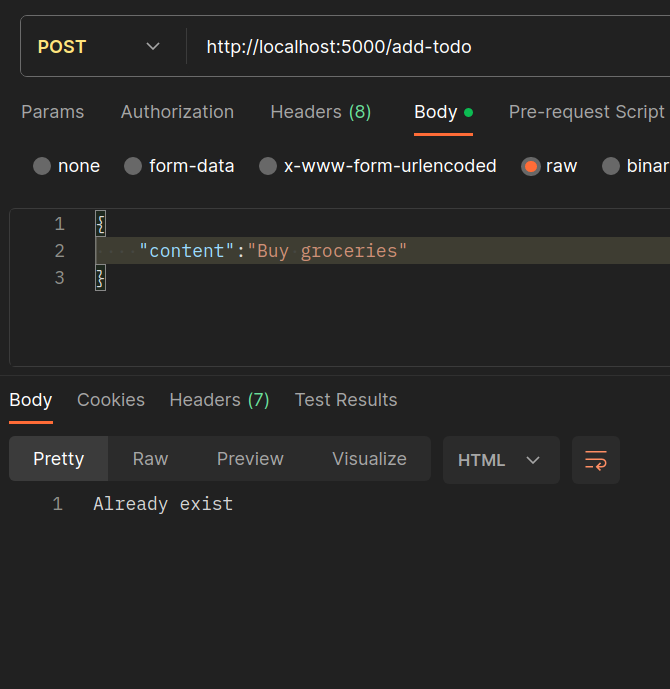 POST http://localhost:5000/add-todo
Params Authorization Headers (8) Body Pre-request Script
none form-data x-www-form-urlencoded raw binar
1 {
2 "content":"Buy groceries"
3 }
Body Cookies Headers (7) Test Results
Pretty Raw Preview Visualize HTML
1 Already exist